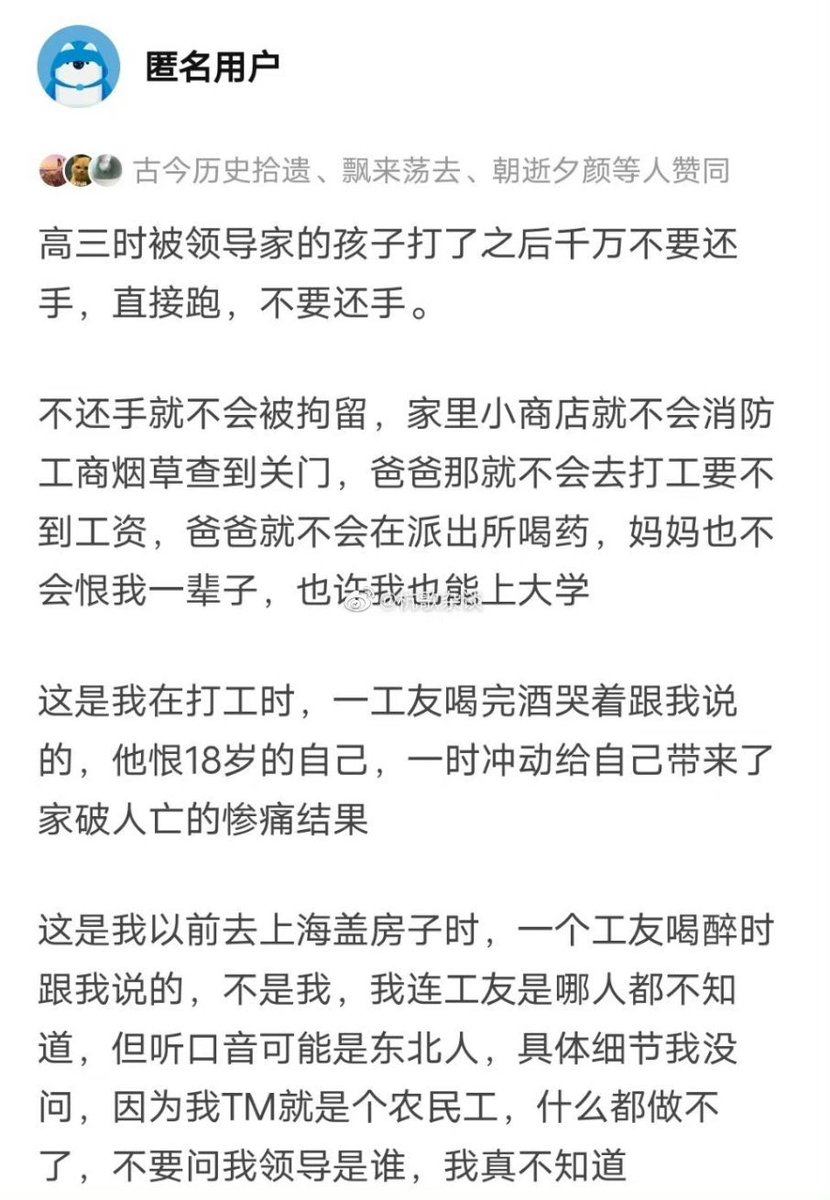 匿名用户
古今历史拾遗、飘来荡去、朝逝夕颜等人赞同
高三时被领导家的孩子打了之后千万不要还
手，直接跑，不要还手。
不还手就不会被拘留，家里小商店就不会消防
工商烟草查到关门，爸爸那就不会去打工要不
到工资，爸爸就不会在派出所喝药，妈妈也不
会恨我一辈子，也许我也能上大学
这是我在打工时，一工友喝完酒哭着跟我说
的，他恨18岁的自己，一时冲动给自己带来了
家破人亡的惨痛结果
这是我以前去上海盖房子时，一个工友喝醉时
跟我说的，不是我，我连工友是哪人都不知
道，但听口音可能是东北人，具体细节我没
问，因为我TM就是个农民工，什么都做不
了，不要问我领导是谁，我真不知道